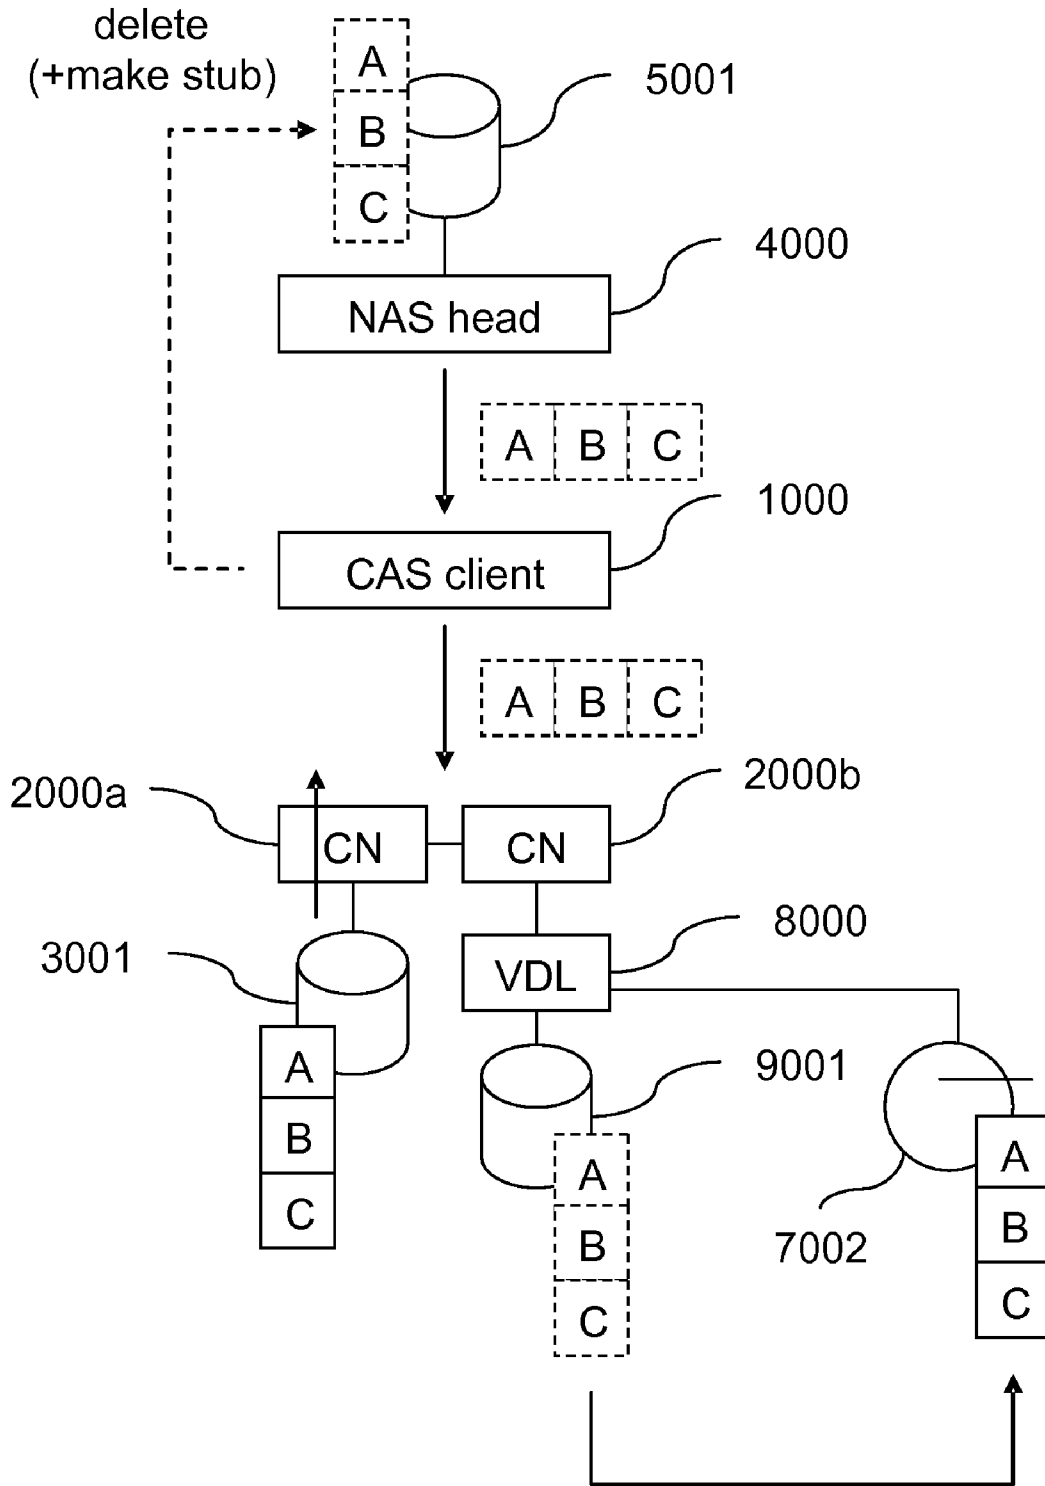 delete
(+make stub)
A
B
C
5001
4000
NAS head
A B C
1000
CAS client
A B C
2000a
2000b
CN
CN
8000
3001
VDL
A
B
C
9001
A
B
C
7002
A
B
C